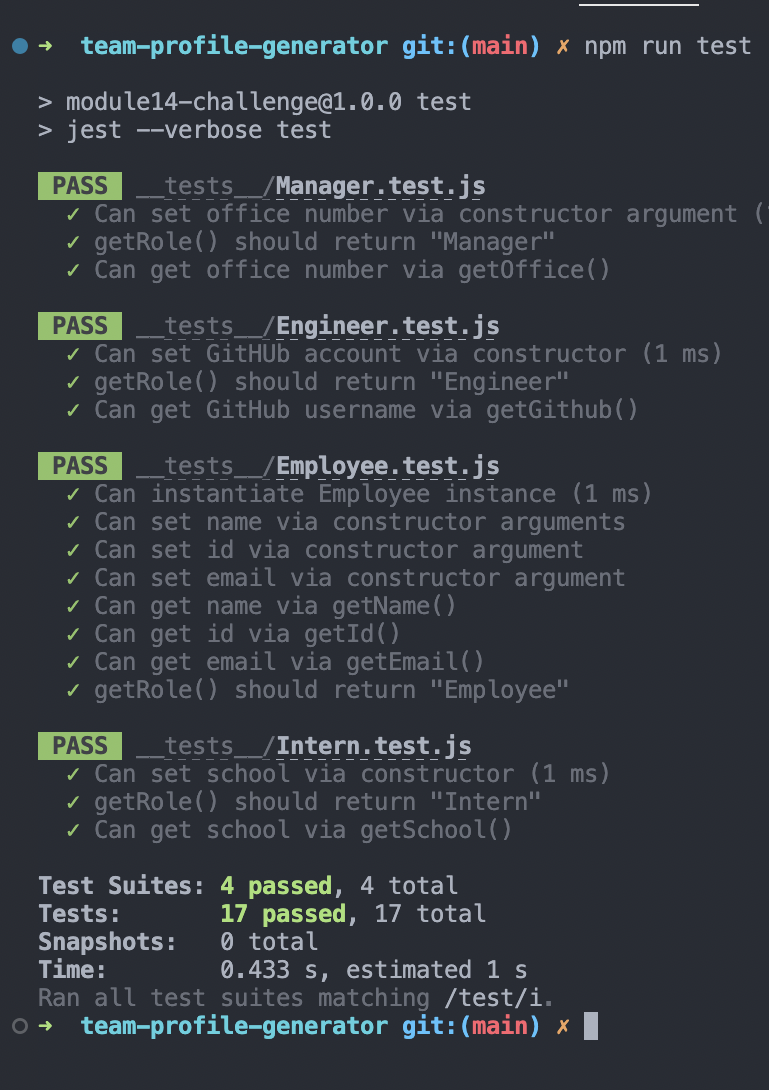 ➜ team-profile-generator git:(main) ✗ npm run test
> module14-challenge@1.0.0 test
> jest --verbose test
PASS __tests__/Manager.test.js
✓ Can set office number via constructor argument (
✓ getRole() should return "Manager"
✓ Can get office number via getOffice()
PASS __tests__/Engineer.test.js
✓ Can set GitHUb account via constructor (1 ms)
✓ getRole() should return "Engineer"
✓ Can get GitHub username via getGithub()
PASS __tests__/Employee.test.js
✓ Can instantiate Employee instance (1 ms)
✓ Can set name via constructor arguments
✓ Can set id via constructor argument
✓ Can set email via constructor argument
✓ Can get name via getName()
✓ Can get id via getId()
✓ Can get email via getEmail()
✓ getRole() should return "Employee"
PASS __tests__/Intern.test.js
✓ Can set school via constructor (1 ms)
✓ getRole() should return "Intern"
✓ Can get school via getSchool()
Test Suites: 4 passed, 4 total
Tests: 17 passed, 17 total
Snapshots: 0 total
Time: 0.433 s, estimated 1 s
Ran all test suites matching /test/i.
➜ team-profile-generator git:(main) ✗